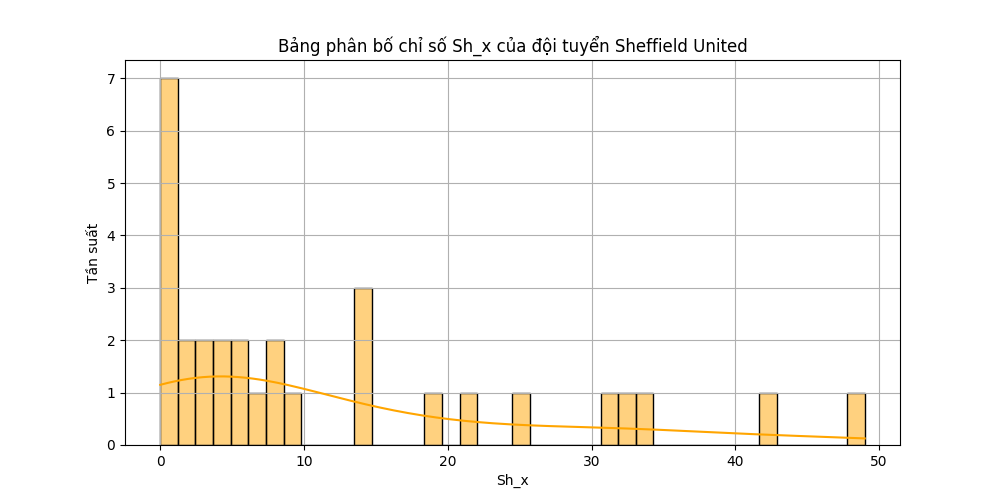 Bảng phân bố chỉ số Sh_x của đội tuyển Sheffield United
7
6
5
4
3
2
1
0
Tần suất
0 10 20 30 40 50
Sh_x